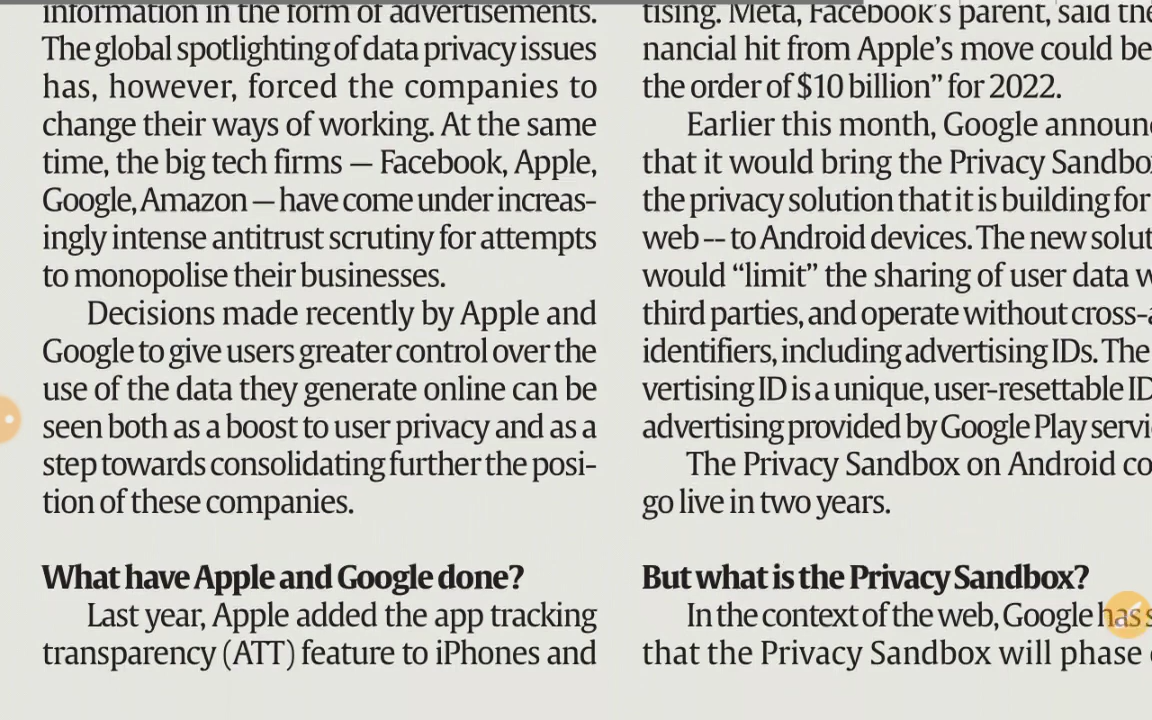 information in the form of advertisements.
The global spotlighting of data privacy issues
has, however, forced the companies to
change their ways of working. At the same
time, the big tech firms — Facebook, Apple,
Google, Amazon — have come under increas-
ingly intense antitrust scrutiny for attempts
to monopolise their businesses.
Decisions made recently by Apple and
Google to give users greater control over the
use of the data they generate online can be
seen both as a boost to user privacy and as a
step towards consolidating further the posi-
tion of these companies.
What have Apple and Google done?
Last year, Apple added the app tracking
transparency (ATT) feature to iPhones and
tising. Meta, Facebook's parent, said the
nancial hit from Apple's move could be
the order of $10 billion” for 2022.
Earlier this month, Google announ
that it would bring the Privacy Sandbo
the privacy solution that it is building for
web -- to Android devices. The new solut
would “limit” the sharing of user data w
third parties, and operate without cross-a
identifiers, including advertising IDs. The
vertising ID is a unique, user-resettable ID
advertising provided by Google Play servi
The Privacy Sandbox on Android co
go live in two years.
But what is the Privacy Sandbox?
In the context of the web, Google has s
that the Privacy Sandbox will phase